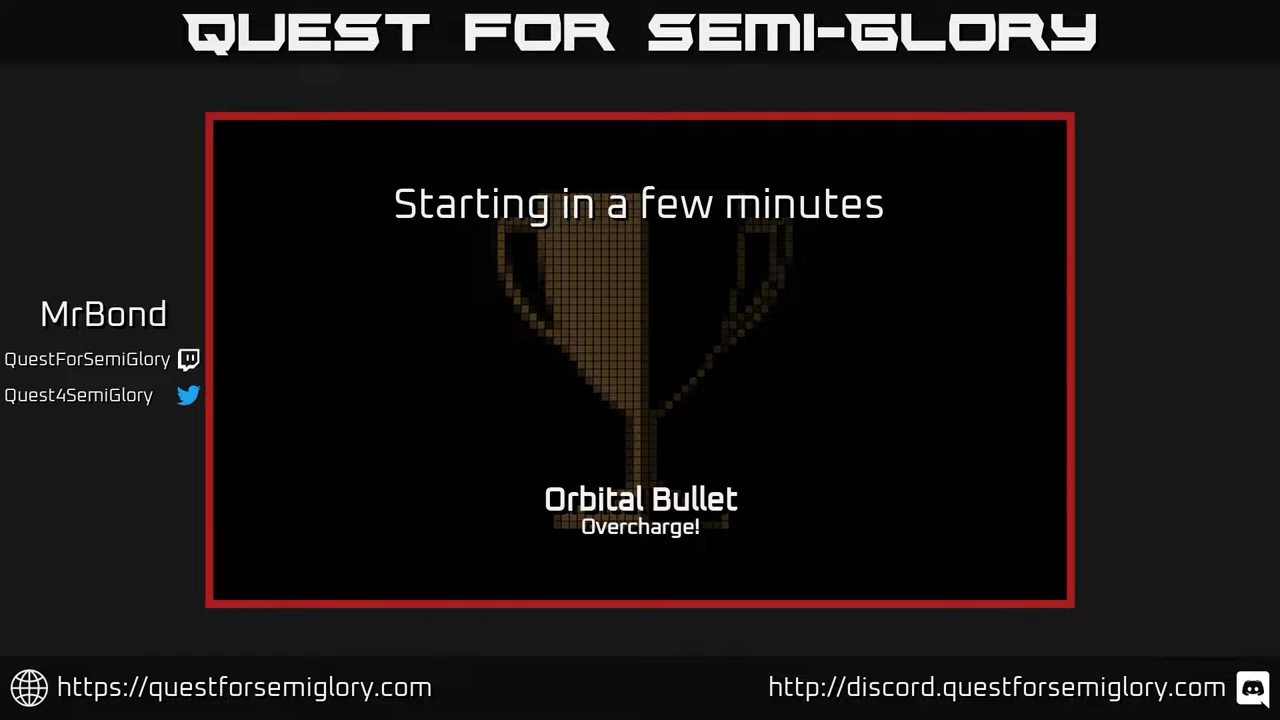 QUEST FOR SEMI-GLORY
Starting in a few minutes
MrBond
QuestForSemiGlory
Quest4SemiGlory
Orbital Bullet
Overcharge!
https://questforsemiglory.com
http://discord.questforsemiglory.com